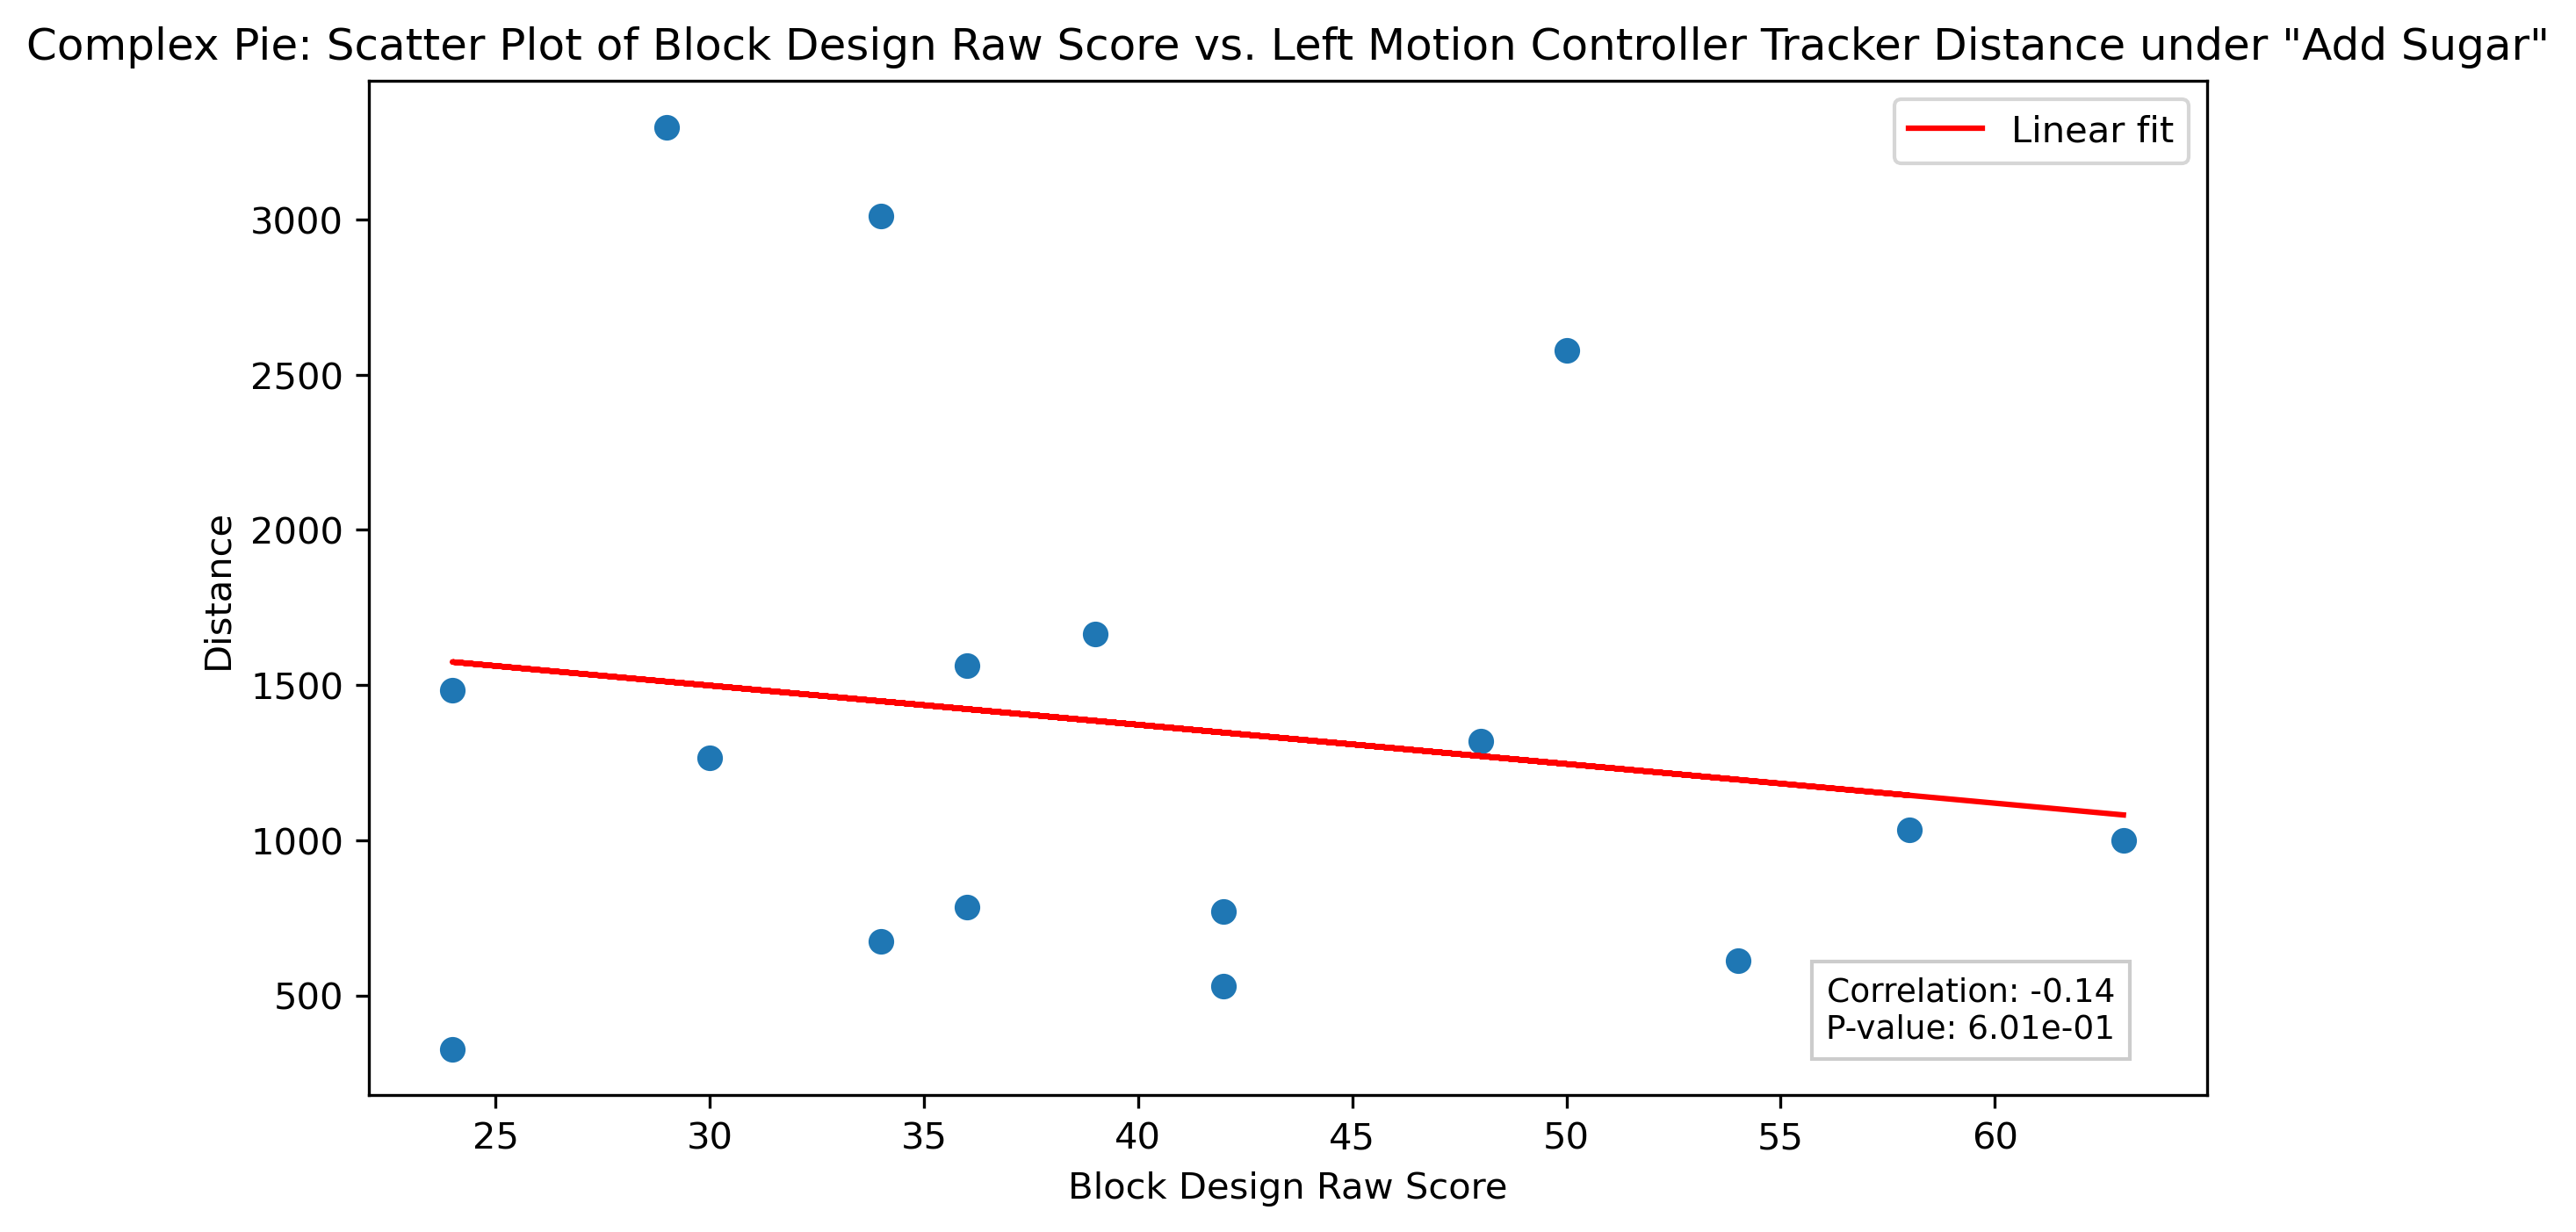 Complex Pie: Scatter Plot of Block Design Raw Score vs. Left Motion Controller Tracker Distance under "Add Sugar"
Linear fit
3000
2500
2000
1500
1000
500
Distance
Correlation: -0.14
P-value: 6.01e-01
25 30 35 40 45 50 55 60
Block Design Raw Score